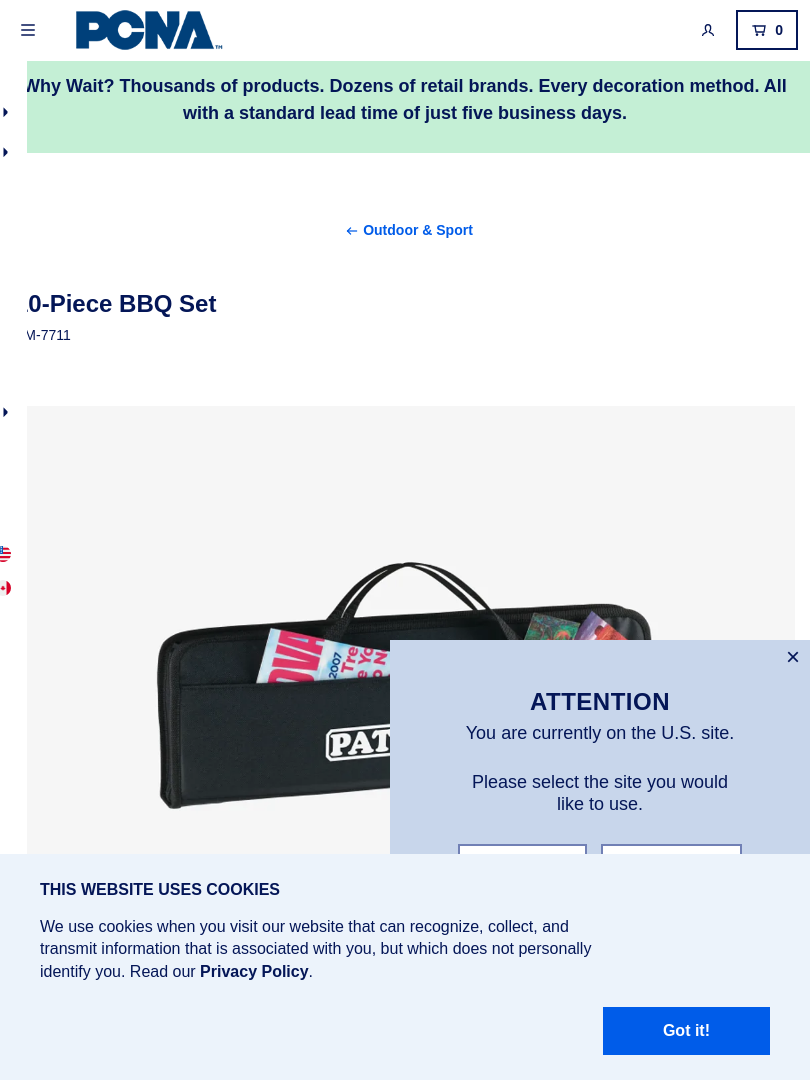 PCNA™
0
Why Wait? Thousands of products. Dozens of retail brands. Every decoration method. All
with a standard lead time of just five business days.
Outdoor & Sport
0-Piece BBQ Set
M-7711
2007
ATTENTION
You are currently on the U.S. site.
Please select the site you would
like to use.
THIS WEBSITE USES COOKIES
We use cookies when you visit our website that can recognize, collect, and
transmit information that is associated with you, but which does not personally
identify you. Read our Privacy Policy.
Got it!